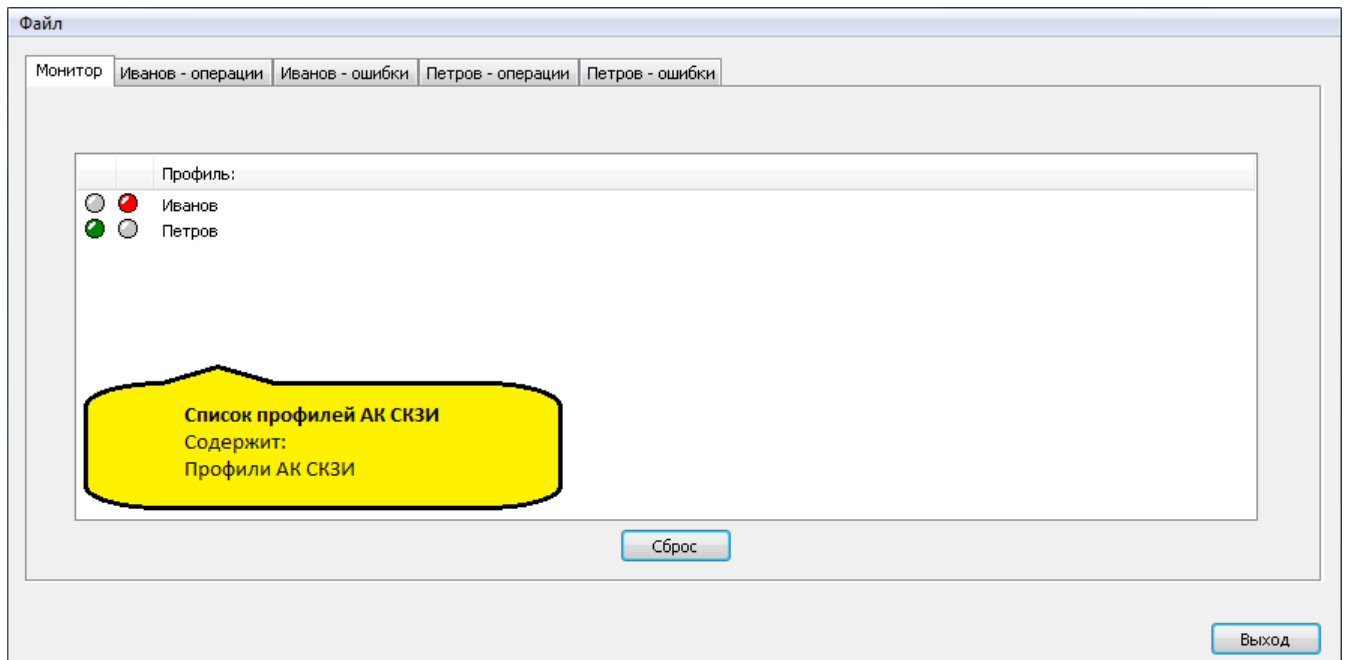 Файл
Монитор Иванов - операции Иванов - ошибки Петров - операции Петров - ошибки
Профиль:
Иванов
Петров
Список профилей АК СКЗИ
Содержит:
Профили АК СКЗИ
Сброс
Выход